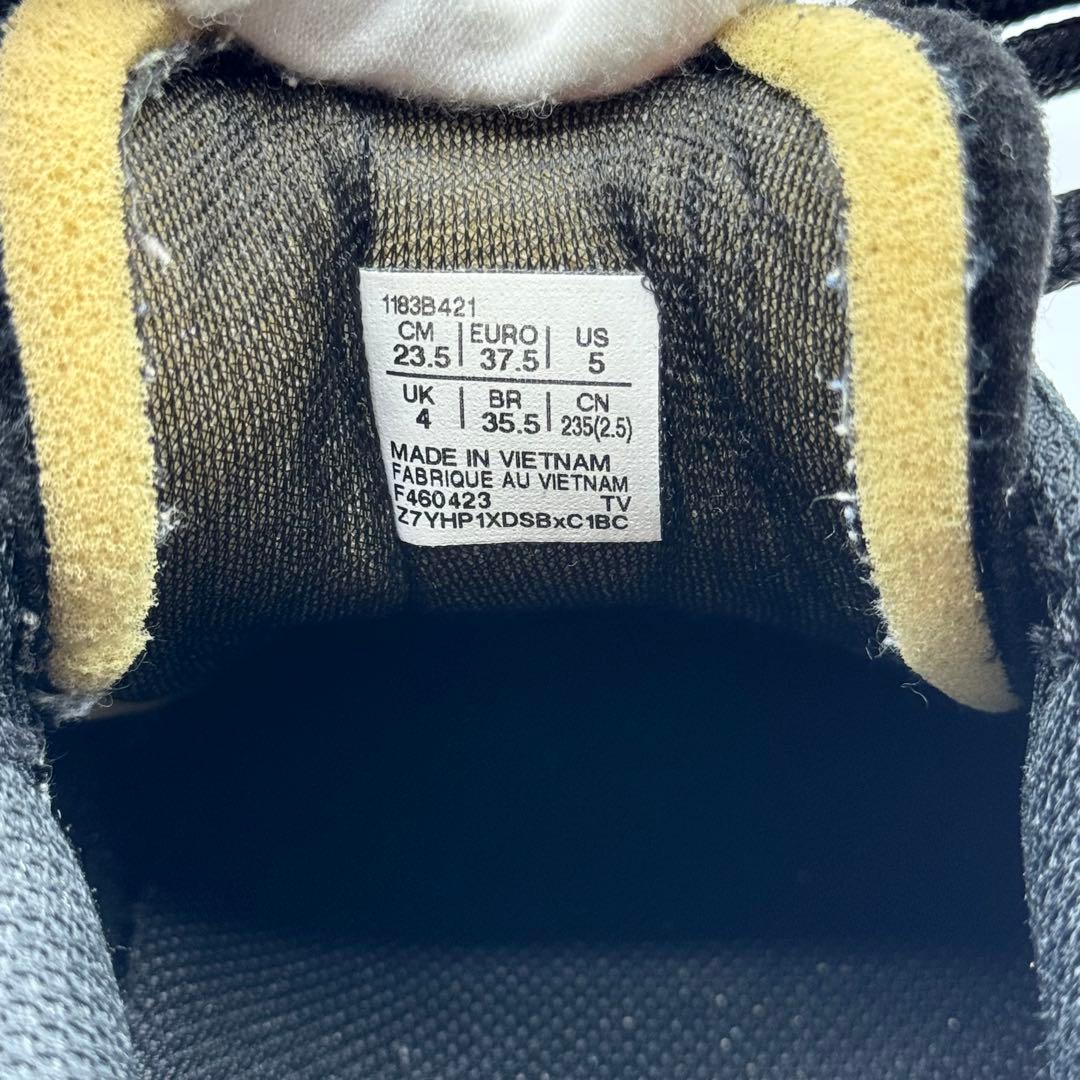 1183B421
CM | EURO | US
23.5 | 37.5 | 5
UK | BR | CN
4 | 35.5 | 235(2.5)
MADE IN VIETNAM
FABRIQUE AU VIETNAM
F460423 TV
Z7YHP1XDSBxC1BC